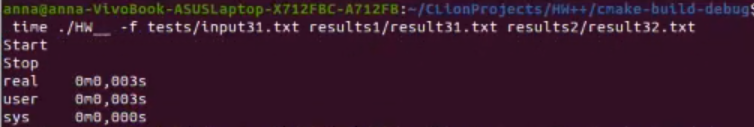 anna@anna-VivoBook-ASUSLaptop-X712FBC-A712FB:~/CLionProjects/HW++/cmake-build-debug$
time ./HW__ -f tests/input31.txt results1/result31.txt results2/result32.txt
Start
Stop
real 0m0,003s
user 0m0,003s
sys 0m0,000s